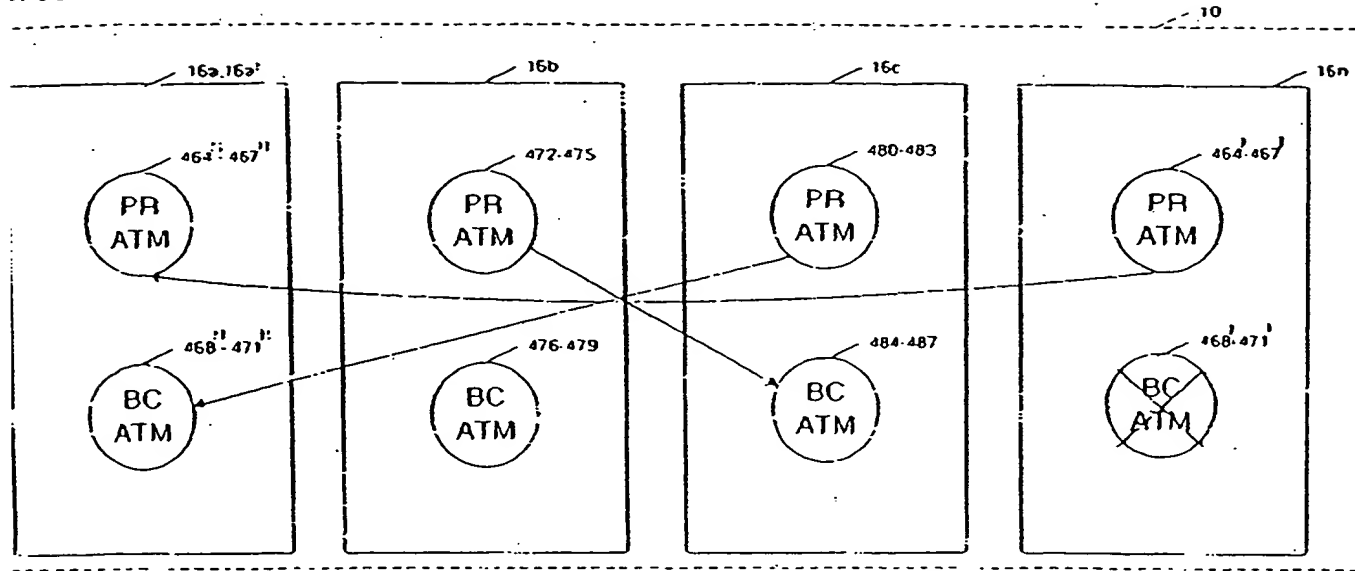 10
16a,16a'
16b
16c
16n
464''-467''
472-475
480-483
464'-467'
PR
ATM
PR
ATM
PR
ATM
PR
ATM
468''-471''
476-479
484-487
468'-471'
BC
ATM
BC
ATM
BC
ATM
BC
ATM